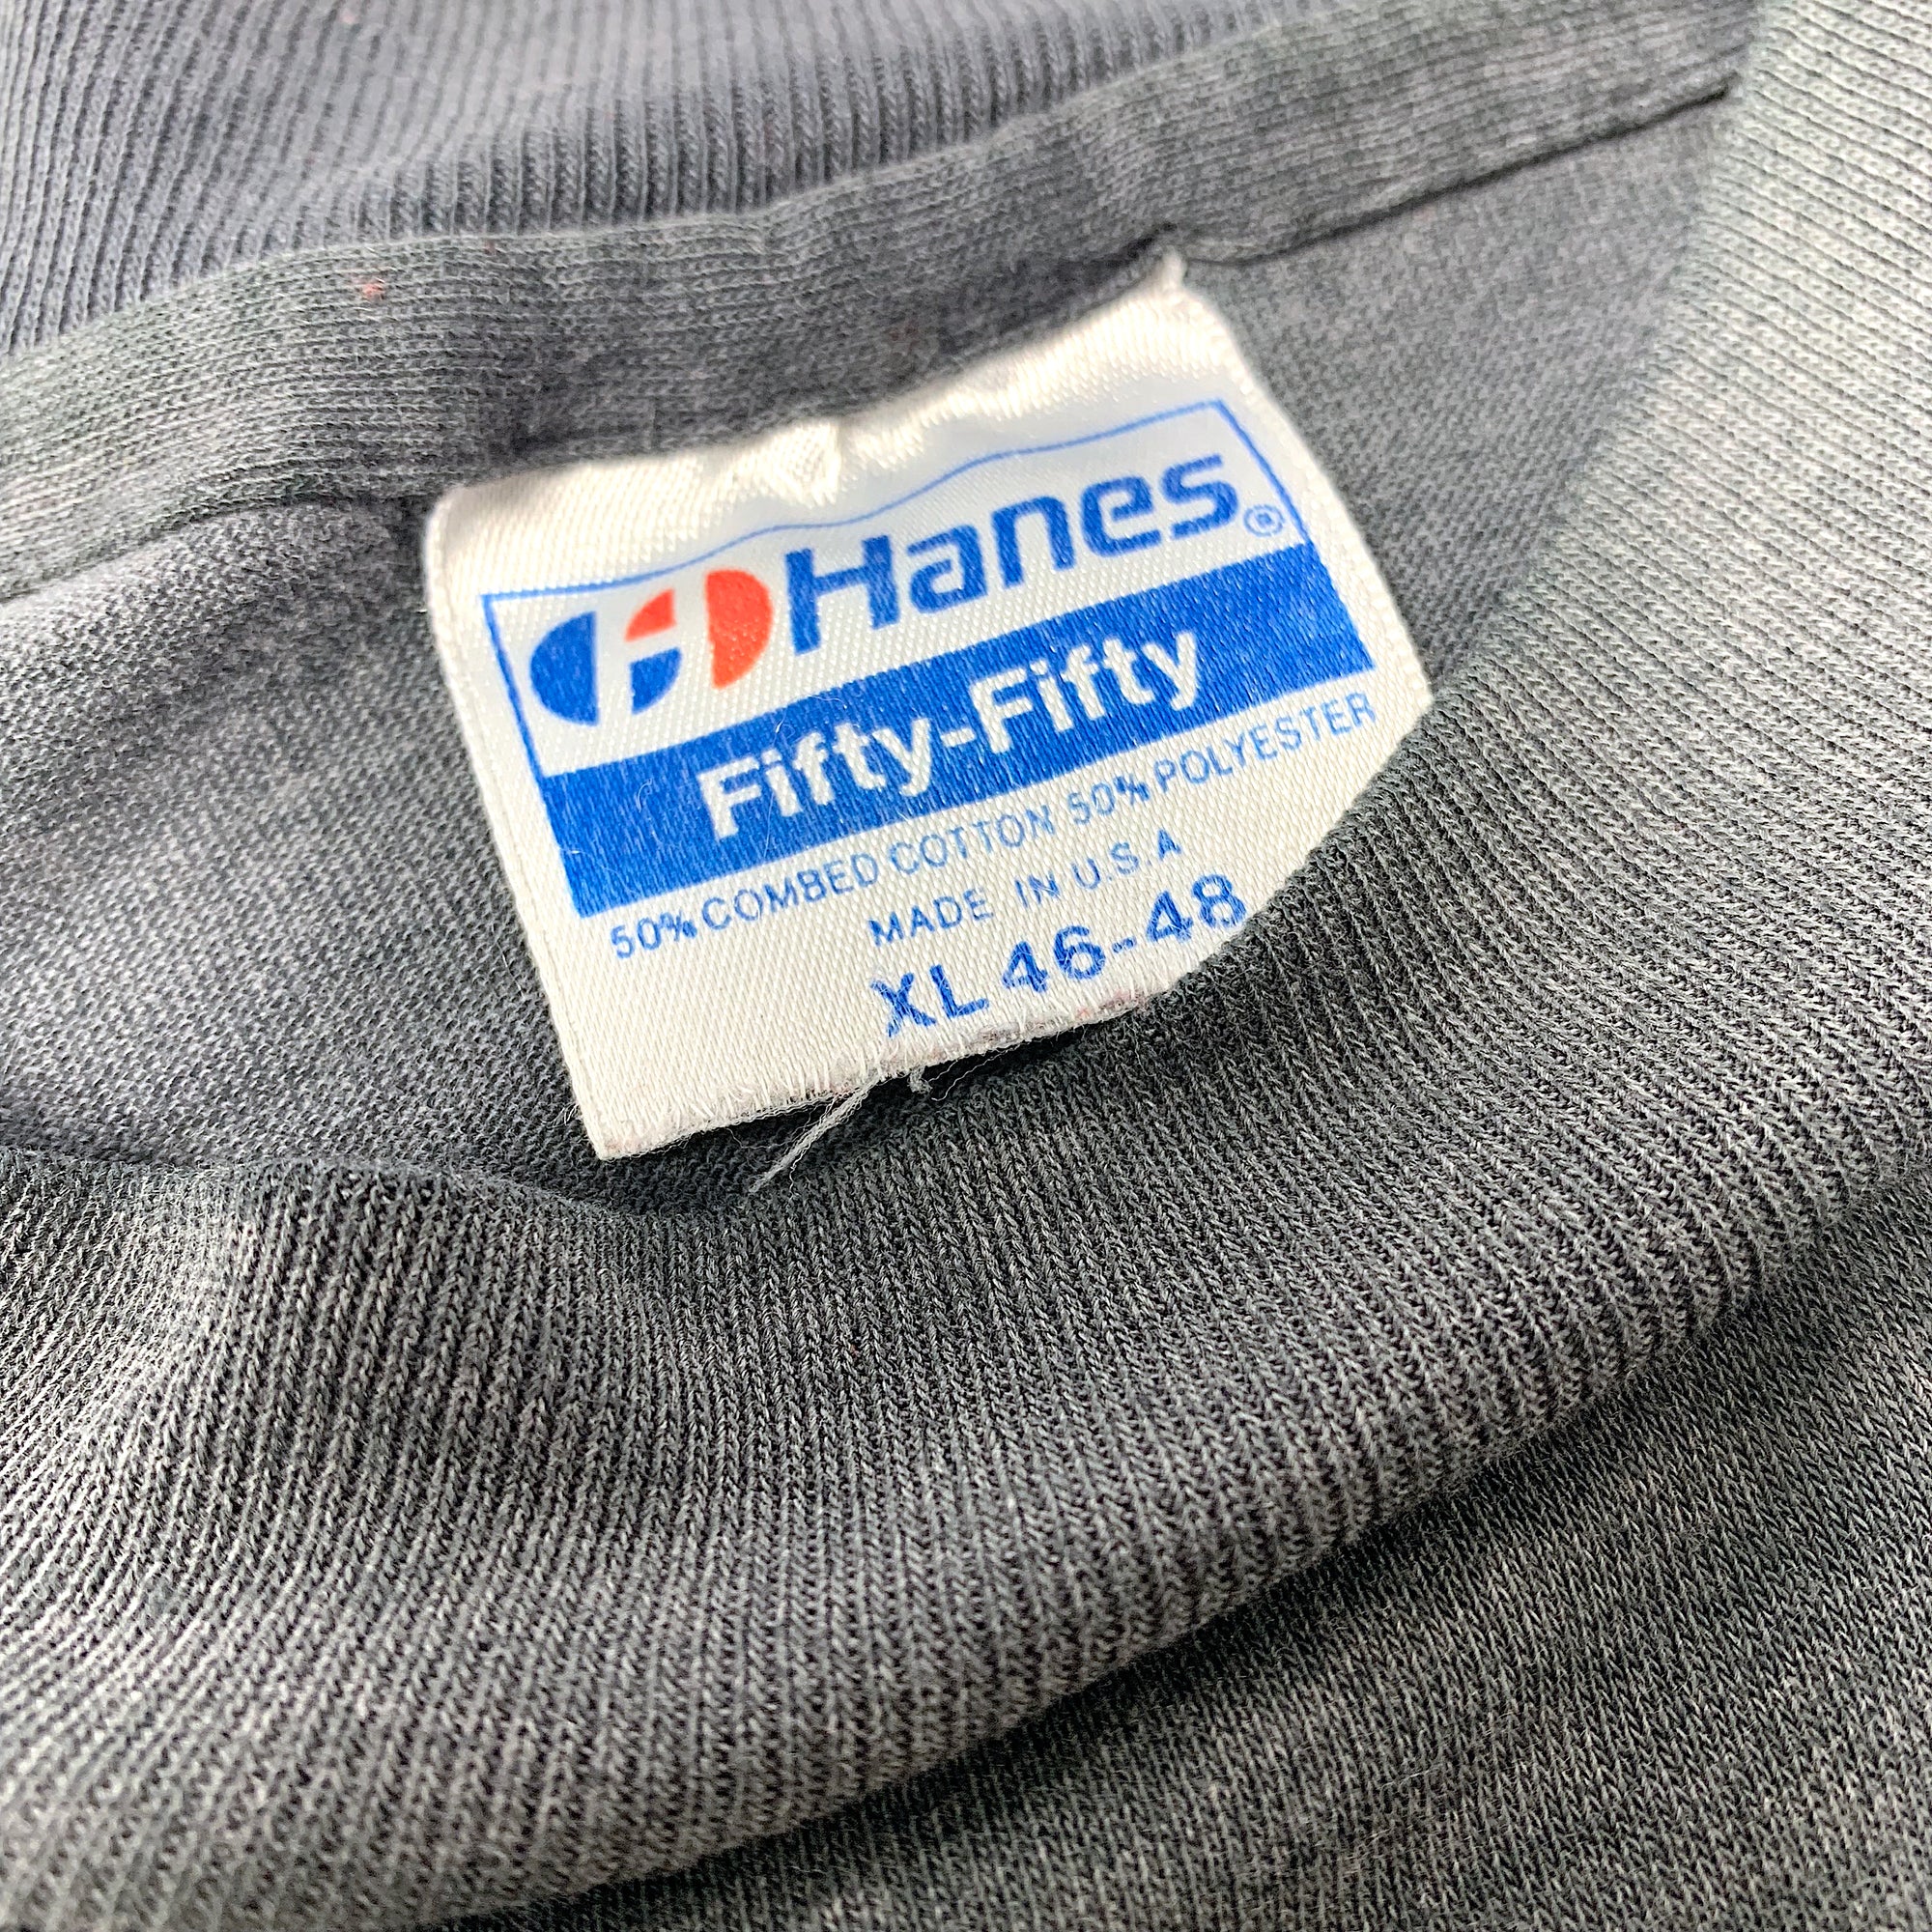 H Hanes®
Fifty-Fifty
50% COMBED COTTON 50% POLYESTER
MADE IN U.S.A
XL 46-48